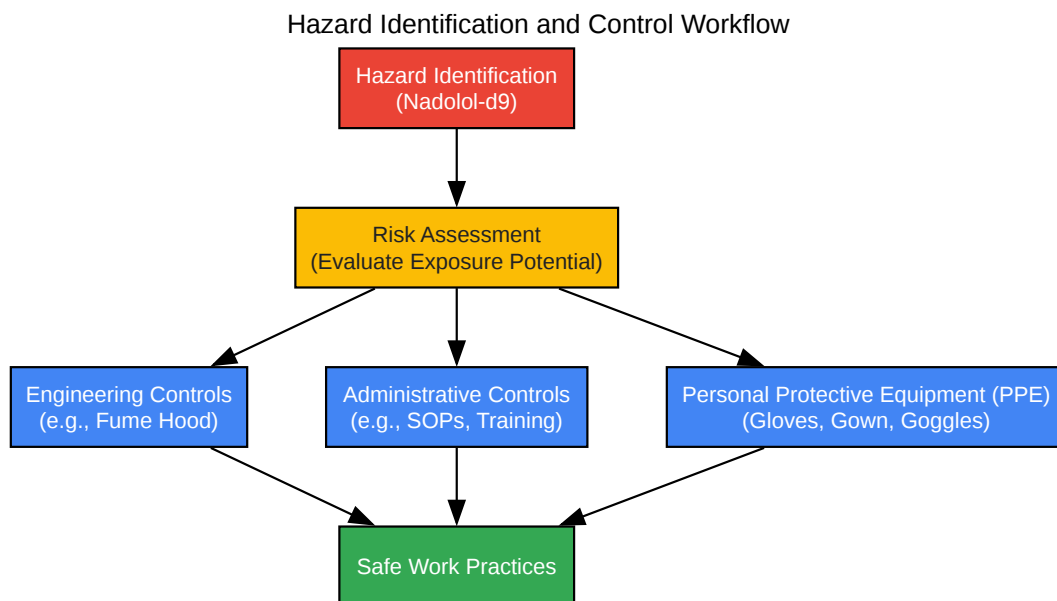 Hazard Identification and Control Workflow
Hazard Identification
(Nadolol-d9)
Risk Assessment
(Evaluate Exposure Potential)
Engineering Controls
(e.g., Fume Hood)
Administrative Controls
(e.g., SOPs, Training)
Personal Protective Equipment (PPE)
(Gloves, Gown, Goggles)
Safe Work Practices